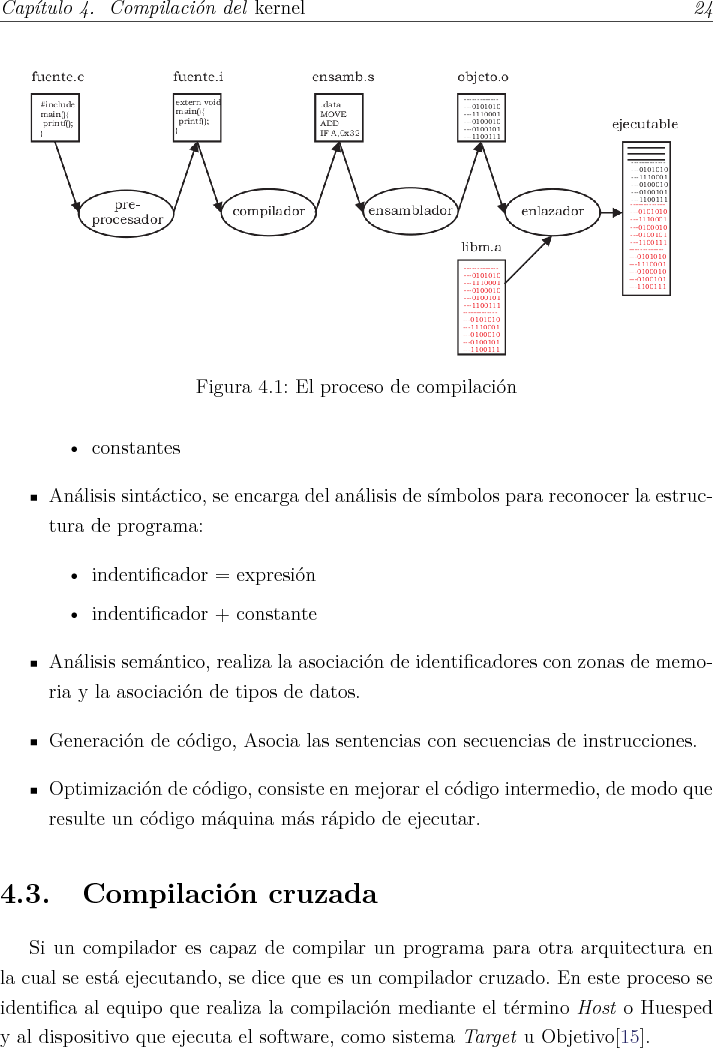 Capítulo 4. Compilación del kernel 24
fuente.c fuente.i ensamb.s objeto.o
ejecutable
#include
main(){
printf();
}
extern void
main(){
printf();
}
.data
MOVE
ADD
IF A,0x32
0101010
---1110001
0100010
---0100101
1100111
0101010
---1110001
0100010
---0100101
1100111
---0101010
---1110001
---0100010
---0100101
---1100111
0101010
---1110001
0100010
---0100101
1100111
pre-
procesador
compilador
ensamblador
enlazador
libm.a
---0101010
---1110001
---0100010
---0100101
---1100111
0101010
---1110001
0100010
---0100101
1100111
Figura 4.1: El proceso de compilación
• constantes
▪ Análisis sintáctico, se encarga del análisis de símbolos para reconocer la estruc-
tura de programa:
• indentificador = expresión
• indentificador + constante
▪ Análisis semántico, realiza la asociación de identificadores con zonas de memo-
ria y la asociación de tipos de datos.
▪ Generación de código, Asocia las sentencias con secuencias de instrucciones.
▪ Optimización de código, consiste en mejorar el código intermedio, de modo que
resulte un código máquina más rápido de ejecutar.
4.3. Compilación cruzada
Si un compilador es capaz de compilar un programa para otra arquitectura en
la cual se está ejecutando, se dice que es un compilador cruzado. En este proceso se
identifica al equipo que realiza la compilación mediante el término Host o Huesped
y al dispositivo que ejecuta el software, como sistema Target u Objetivo[15].